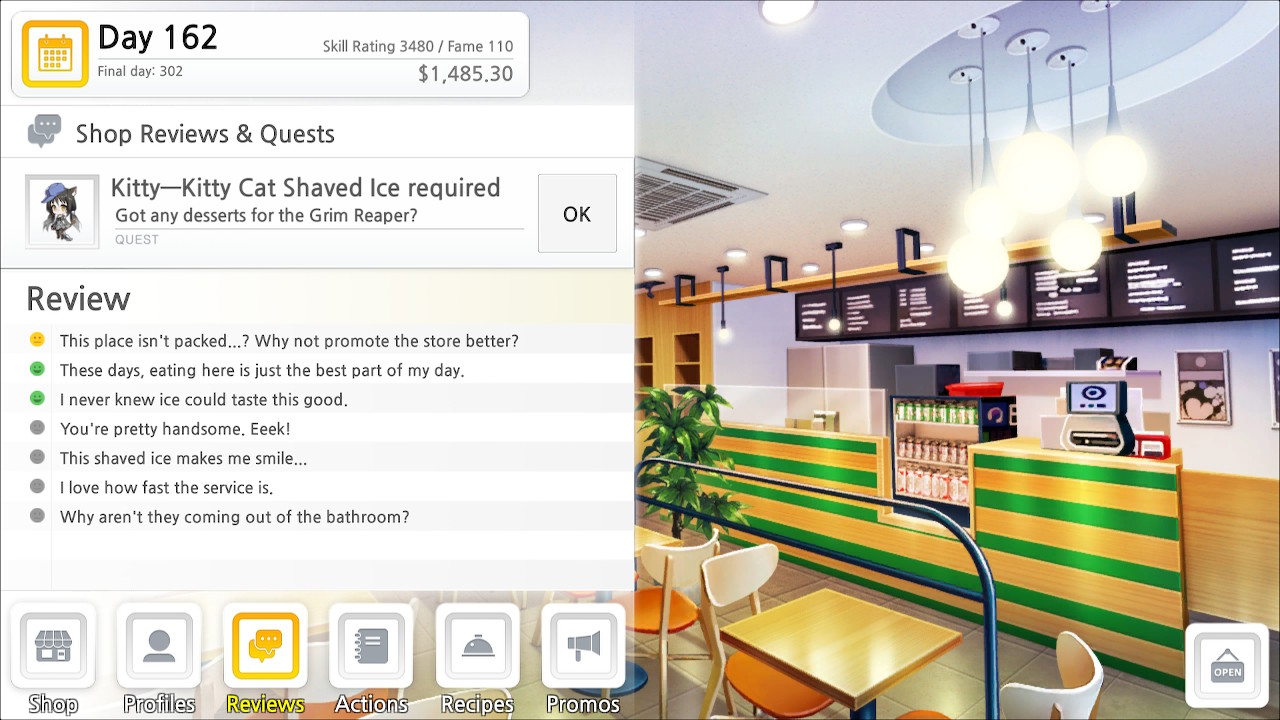 Day 162
Skill Rating 3480 / Fame 110
Final day: 302
$1,485.30
Shop Reviews & Quests
Kitty—Kitty Cat Shaved Ice required
Got any desserts for the Grim Reaper?
QUEST
OK
Review
This place isn't packed...? Why not promote the store better?
These days, eating here is just the best part of my day.
I never knew ice could taste this good.
You're pretty handsome. Eeek!
This shaved ice makes me smile...
I love how fast the service is.
Why aren't they coming out of the bathroom?
Shop
Profiles
Reviews
Actions
Recipes
Promos
OPEN